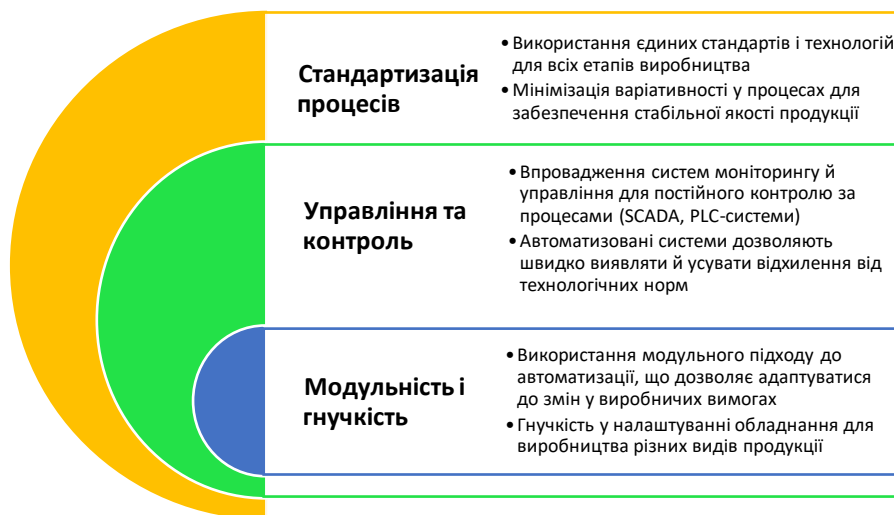 Стандартизація
процесів
• Використання єдиних стандартів і технологій
для всіх етапів виробництва
• Мінімізація варіативності у процесах для
забезпечення стабільної якості продукції
Управління та
контроль
• Впровадження систем моніторингу й
управління для постійного контролю за
процесами (SCADA, PLC-системи)
• Автоматизовані системи дозволяють
швидко виявляти й усувати відхилення від
технологічних норм
Модульність і
гнучкість
• Використання модульного підходу до
автоматизації, що дозволяє адаптуватися
до змін у виробничих вимогах
• Гнучкість у налаштуванні обладнання для
виробництва різних видів продукції